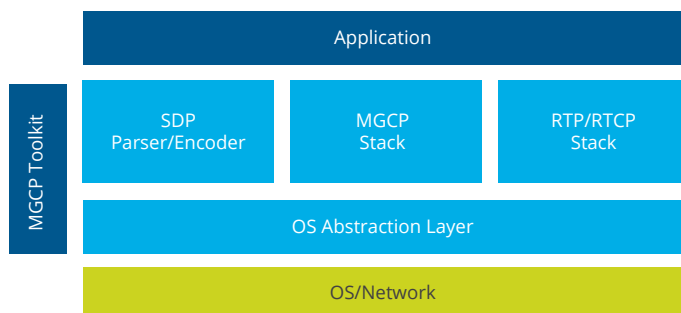 Application
MGCP Toolkit
SDP
Parser/Encoder
MGCP
Stack
RTP/RTCP
Stack
OS Abstraction Layer
OS/Network